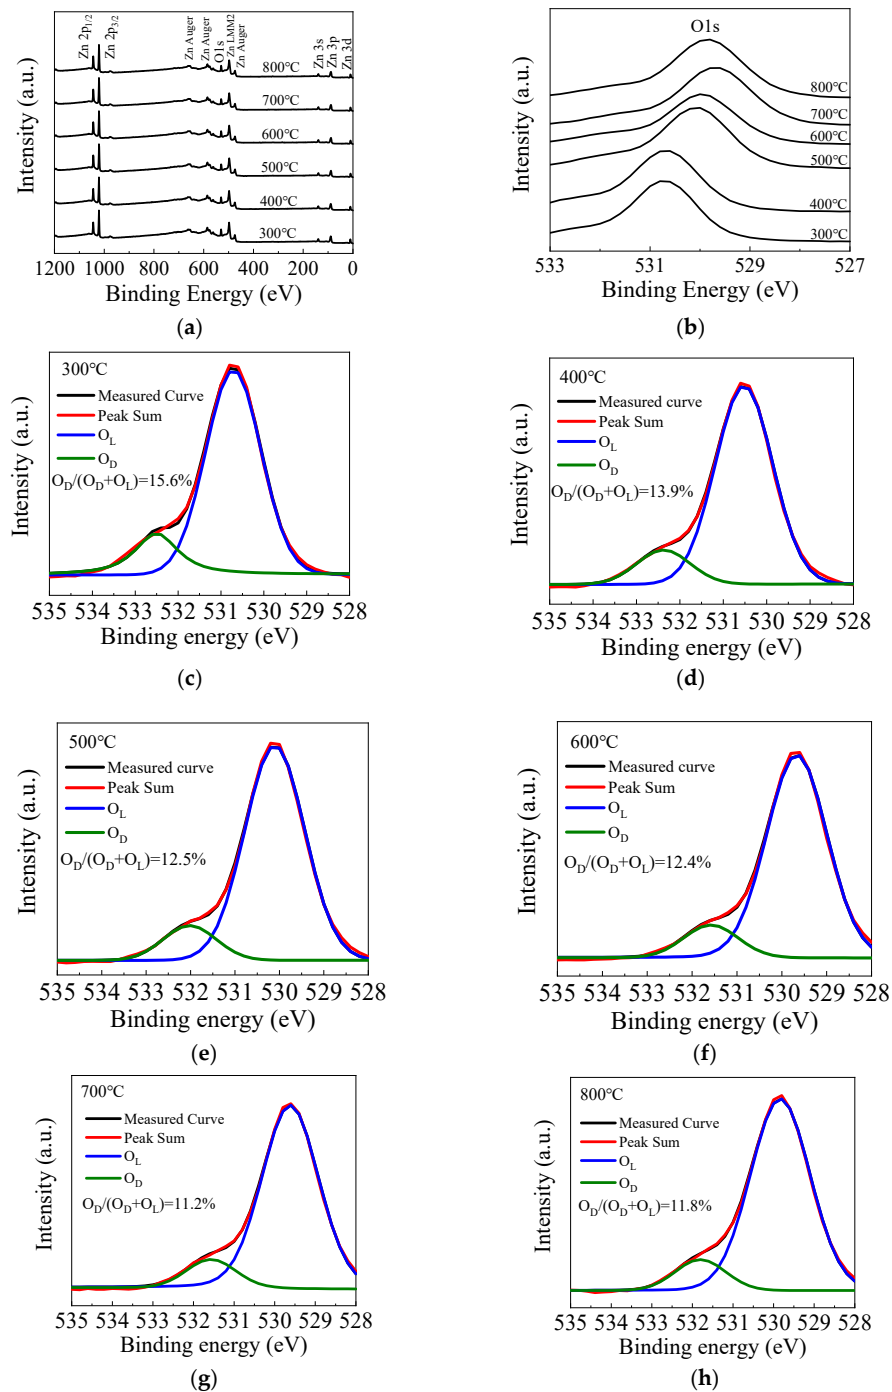 Zn 2p1/2
Zn 2p3/2
Zn Auger
Zn Auger
O1s
Zn LMM2
Zn Auger
Zn 3s
Zn 3p
Zn 3d
800℃
700℃
600℃
500℃
400℃
300℃
Intensity (a.u.)
1200 1000 800 600 400 200 0
Binding Energy (eV)
(a)
O1s
800℃
700℃
600℃
500℃
400℃
300℃
Intensity (a.u.)
533 531 529 527
Binding Energy (eV)
(b)
300℃
Measured Curve
Peak Sum
OL
OD
OD/(OD+OL)=15.6%
Intensity (a.u.)
535 534 533 532 531 530 529 528
Binding energy (eV)
(c)
400℃
Measured curve
Peak Sum
OL
OD
OD/(OD+OL)=13.9%
Intensity (a.u.)
535 534 533 532 531 530 529 528
Binding energy (eV)
(d)
500℃
Measured curve
Peak Sum
OL
OD
OD/(OD+OL)=12.5%
Intensity (a.u.)
535 534 533 532 531 530 529 528
Binding energy (eV)
(e)
600℃
Measured curve
Peak Sum
OL
OD
OD/(OD+OL)=12.4%
Intensity (a.u.)
535 534 533 532 531 530 529 528
Binding energy (eV)
(f)
700℃
Measured Curve
Peak Sum
OL
OD
OD/(OD+OL)=11.2%
Intensity (a.u.)
535 534 533 532 531 530 529 528
Binding energy (eV)
(g)
800℃
Measured Curve
Peak Sum
OL
OD
OD/(OD+OL)=11.8%
Intensity (a.u.)
535 534 533 532 531 530 529 528
Binding energy (eV)
(h)